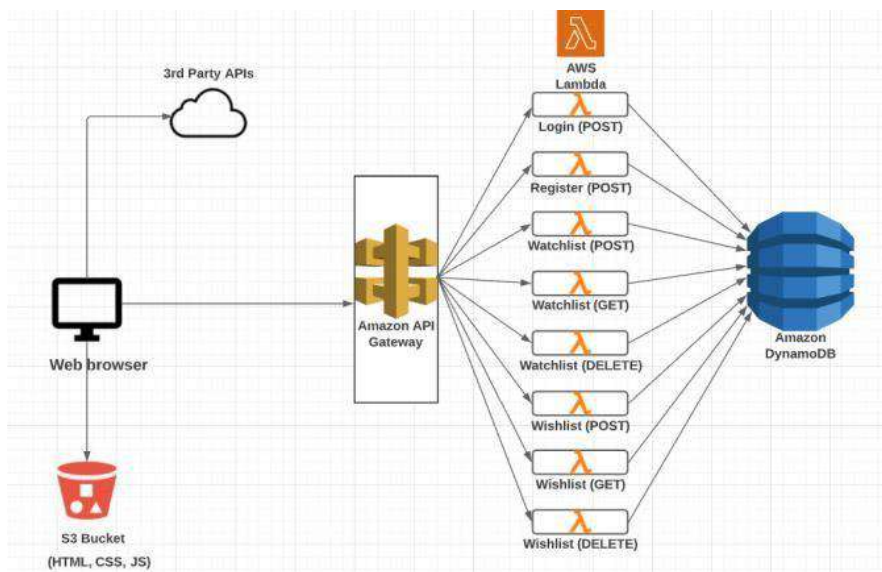 3rd Party APIs
AWS
Lambda
Login (POST)
Register (POST)
Watchlist (POST)
Watchlist (GET)
Watchlist (DELETE)
Wishlist (POST)
Wishlist (GET)
Wishlist (DELETE)
Amazon API
Gateway
Amazon
DynamoDB
Web browser
S3 Bucket
(HTML, CSS, JS)